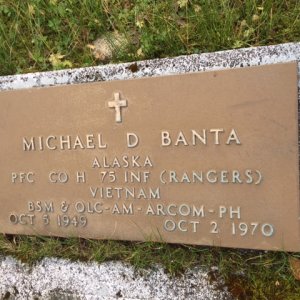 MICHAEL D BANTA
ALASKA
PFC CO H 75 INF (RANGERS)
VIETNAM
BSM & OLC-AM-ARCOM-PH
OCT 5 1949 OCT 2 1970